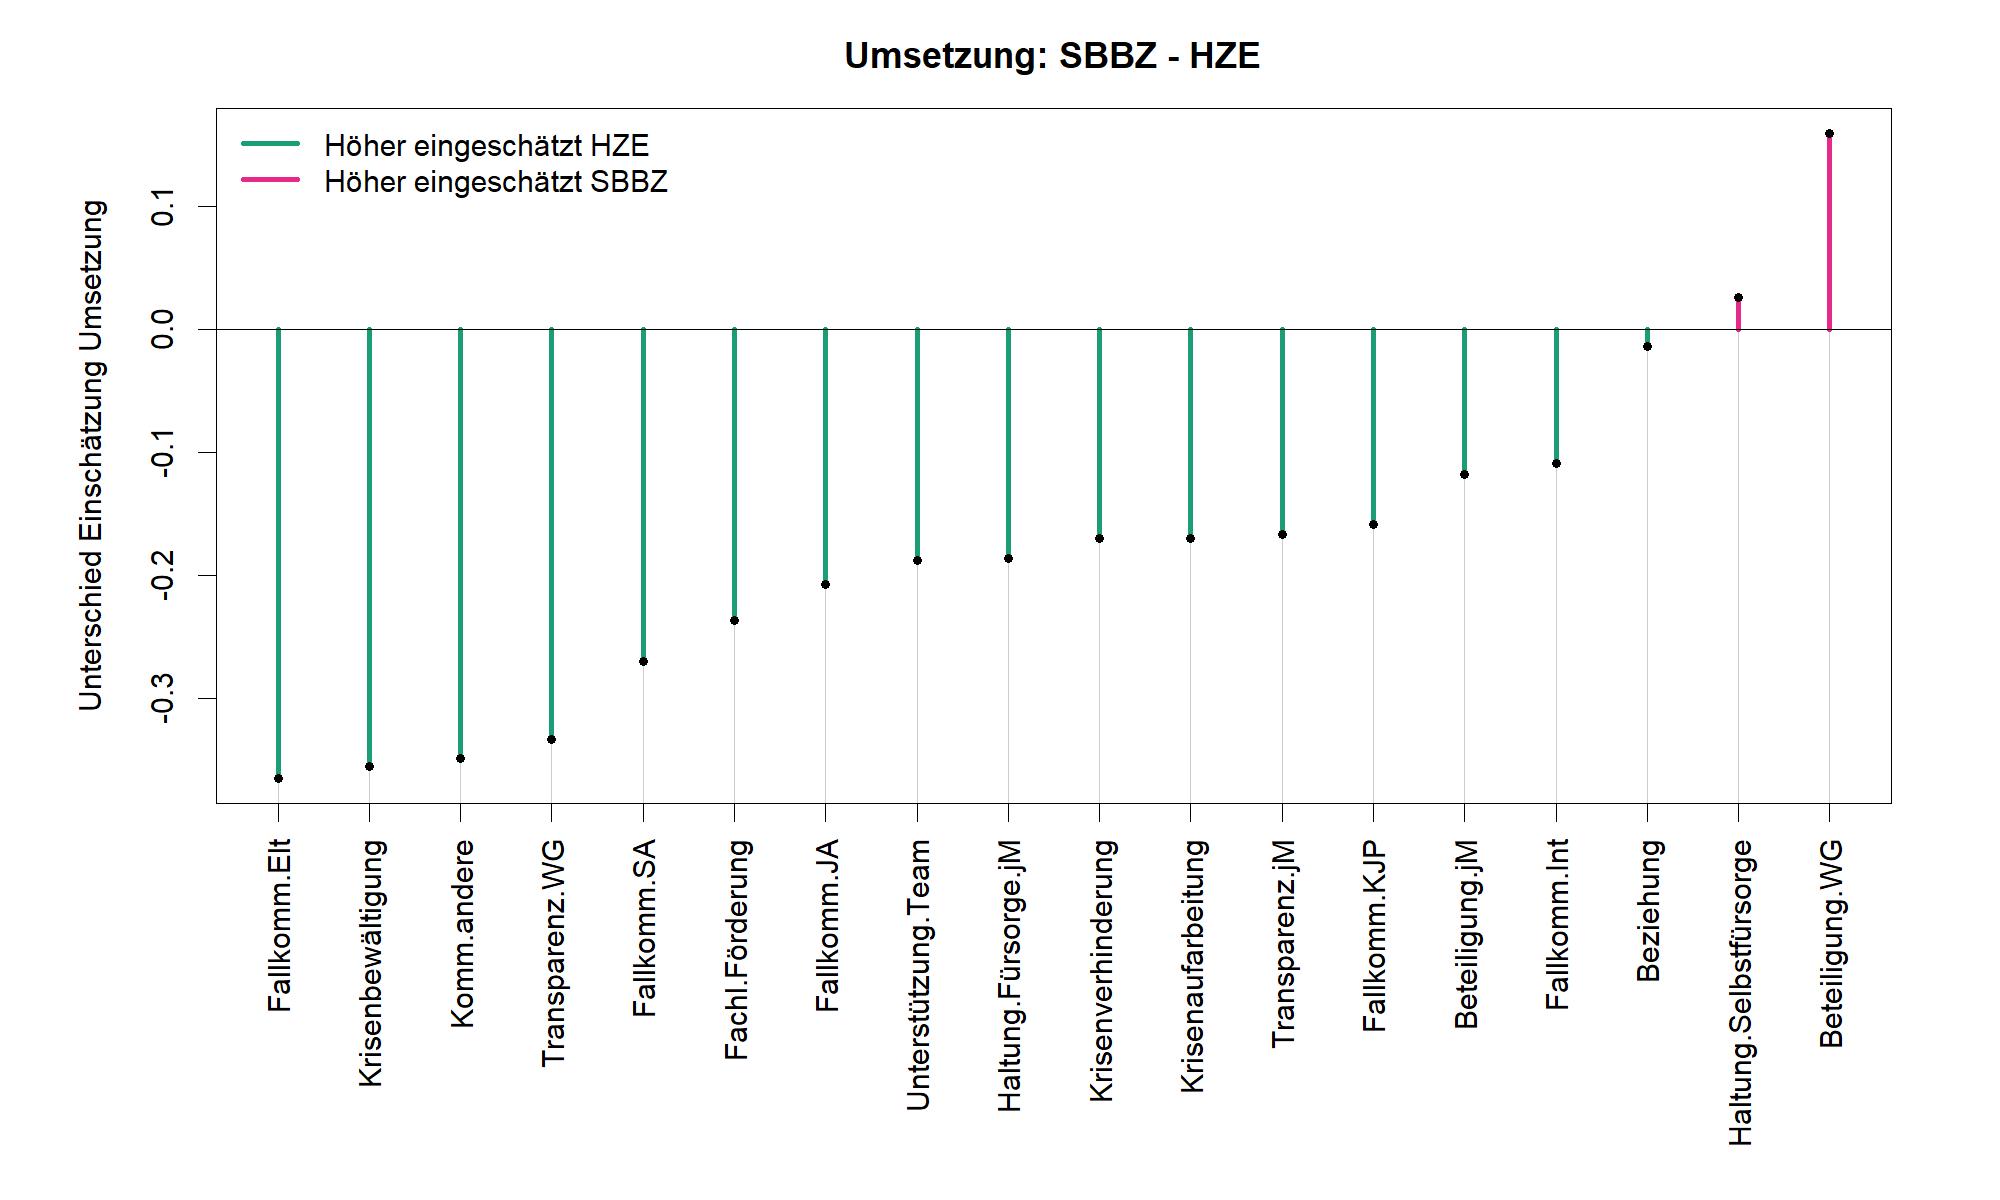 Umsetzung: SBBZ - HZE
Höher eingeschätzt HZE
Höher eingeschätzt SBBZ
Unterschied Einschätzung Umsetzung
0.1
0.0
-0.1
-0.2
-0.3
Fallkomm.Elt
Krisenbewältigung
Komm.andere
Transparenz.WG
Fallkomm.SA
Fachl.Förderung
Fallkomm.JA
Unterstützung.Team
Haltung.Fürsorge.jM
Krisenverhinderung
Krisenaufarbeitung
Transparenz.jM
Fallkomm.KJP
Beteiligung.jM
Fallkomm.Int
Beziehung
Haltung.Selbstfürsorge
Beteiligung.WG